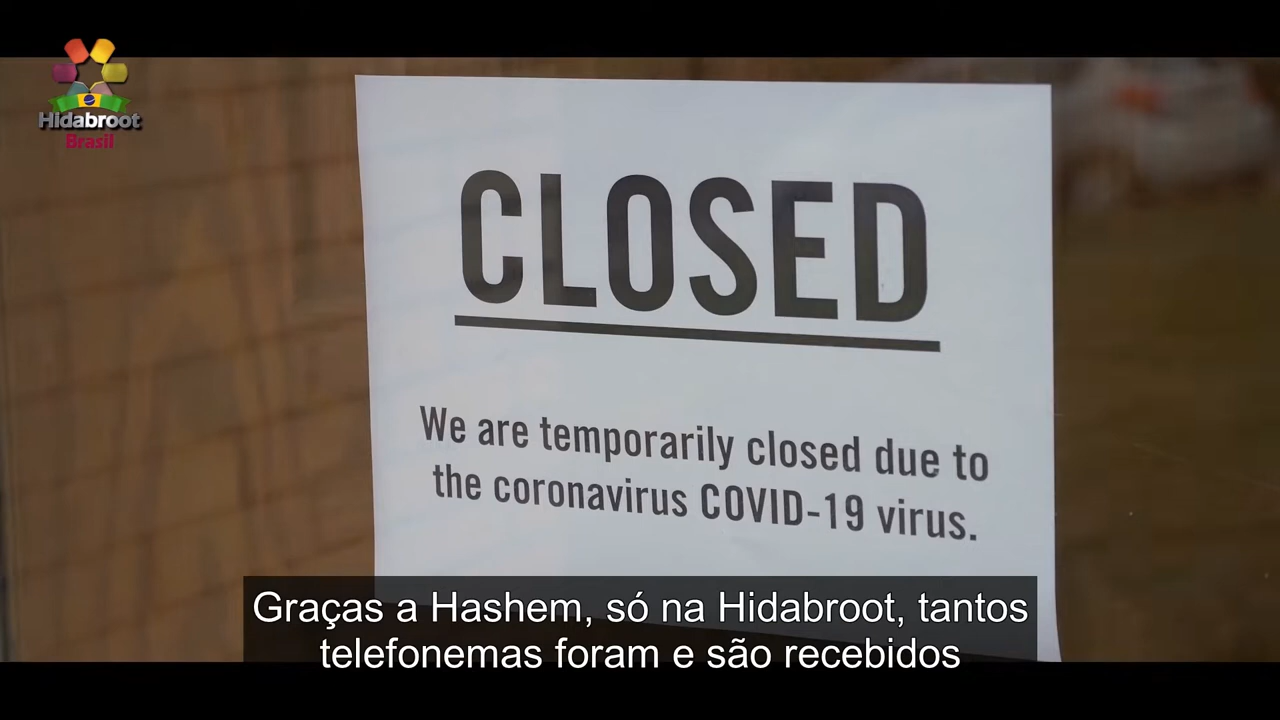 Hidabroot
Brasil
CLOSED
We are temporarily closed due to
the coronavirus COVID-19 virus.
Graças a Hashem, só na Hidabroot, tantos
telefonemas foram e são recebidos